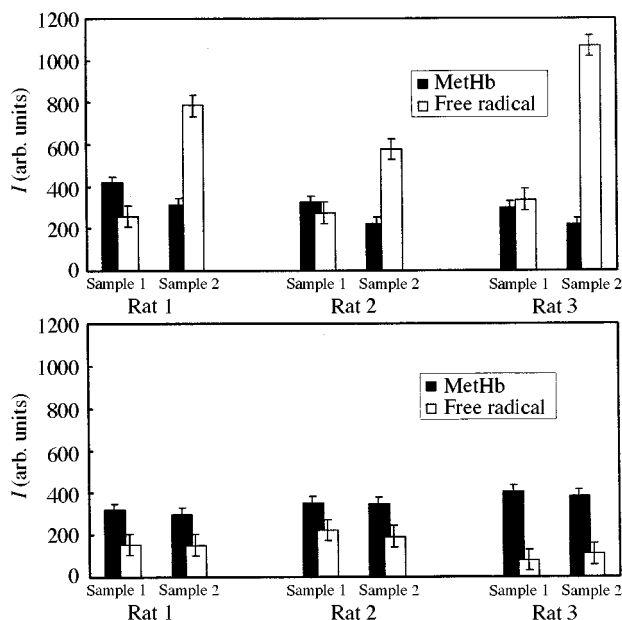 1200
1000
800
600
400
200
0
I (arb. units)
MetHb
Free radical
Sample 1 Sample 2 Sample 1 Sample 2 Sample 1 Sample 2
Rat 1 Rat 2 Rat 3
1200
1000
800
600
400
200
0
I (arb. units)
MetHb
Free radical
Sample 1 Sample 2 Sample 1 Sample 2 Sample 1 Sample 2
Rat 1 Rat 2 Rat 3